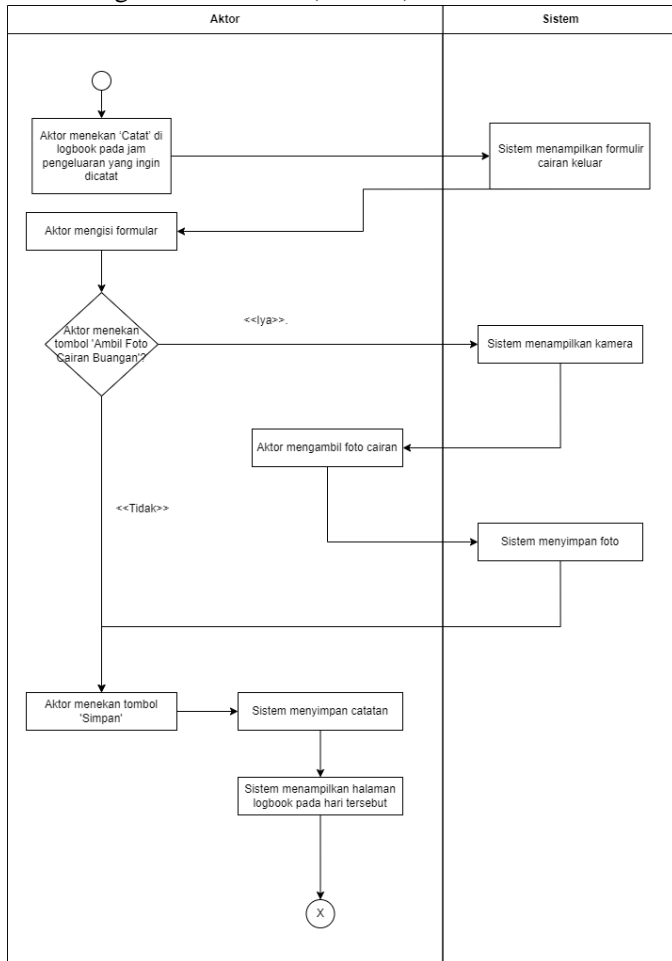 Aktor
Sistem
Aktor menekan 'Catat' di
logbook pada jam
pengeluaran yang ingin
dicatat
Sistem menampilkan formulir
cairan keluar
Aktor mengisi formular
Aktor menekan
tombol 'Ambil Foto
Cairan Buangan'?
<<Iya>>.
Sistem menampilkan kamera
Aktor mengambil foto cairan
<<Tidak>>
Sistem menyimpan foto
Aktor menekan tombol
'Simpan'
Sistem menyimpan catatan
Sistem menampilkan halaman
logbook pada hari tersebut
X